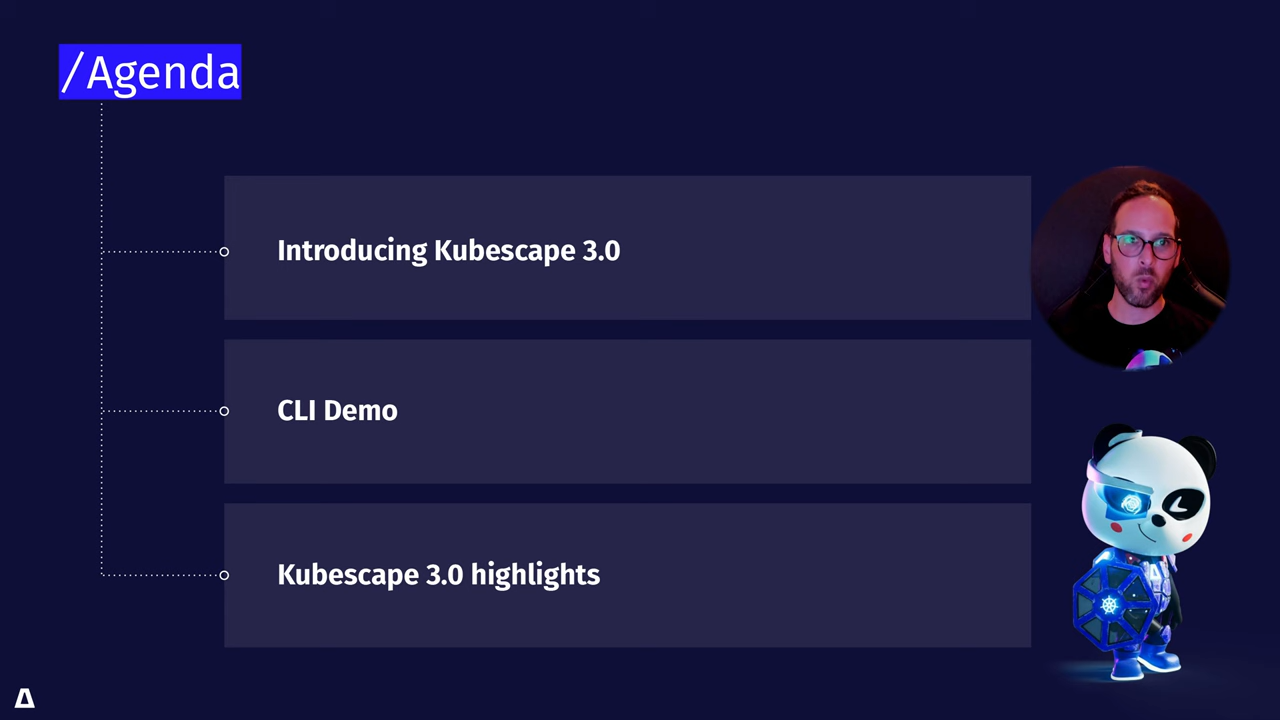 /Agenda
Introducing Kubescape 3.0
CLI Demo
Kubescape 3.0 highlights